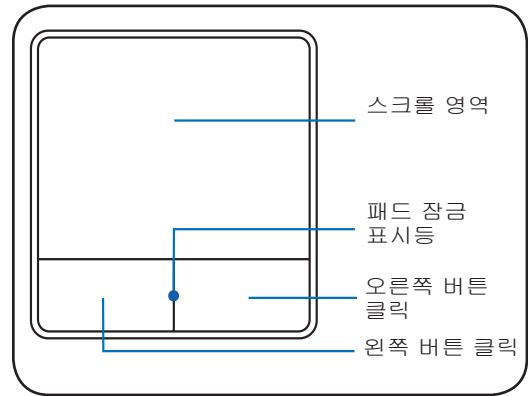 스크롤 영역
패드 잠금
표시등
오른쪽 버튼
클릭
왼쪽 버튼 클릭